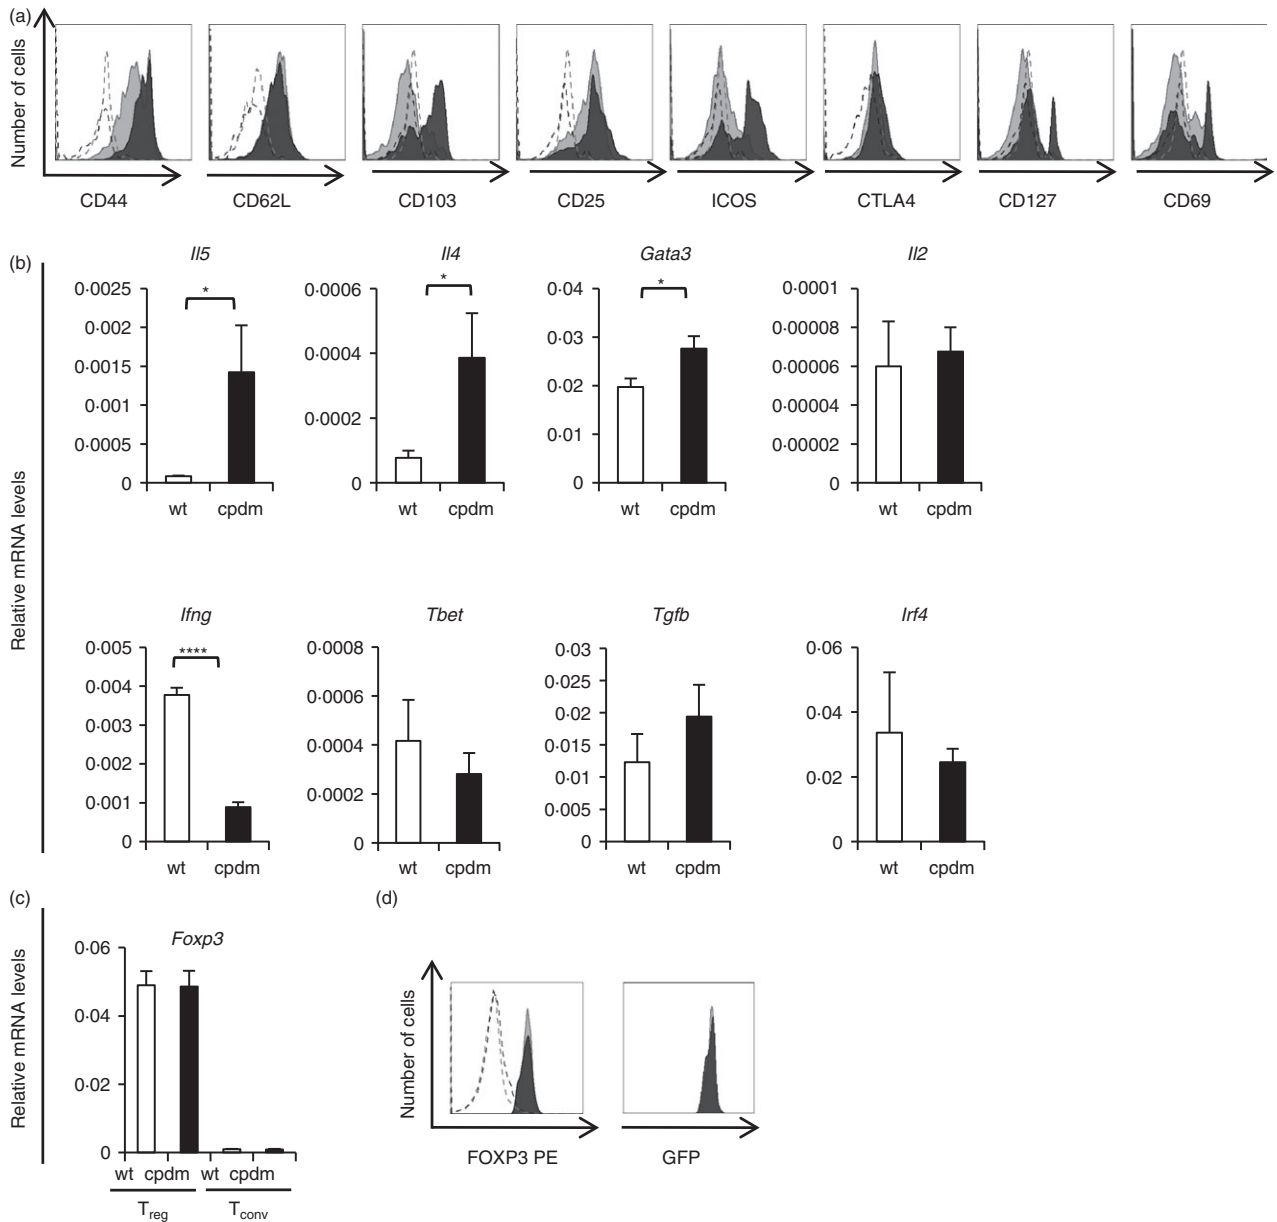 (a)
Number of cells
CD44 CD62L CD103 CD25 ICOS CTLA4 CD127 CD69
(b)
Relative mRNA levels
Il5 Il4 Gata3 Il2
0·0025 0·0006 0·04 0·0001
0·002 0·03 0·00008
0·0015 0·0004 0·02 0·00006
0·001 0·0002 0·01 0·00004
0·0005 0·00002
0 0 0 0
* * *
wt cpdm wt cpdm wt cpdm wt cpdm
Ifng Tbet Tgfb Irf4
0·005 0·0008 0·03 0·06
0·004 0·0006 0·025 0·04
0·003 0·0004 0·02 0·02
0·002 0·0002 0·015
0·001 0·01
0·005
0 0 0 0
****
wt cpdm wt cpdm wt cpdm wt cpdm
(c)
Relative mRNA levels
Foxp3
0·06
0·04
0·02
0
wt cpdm wt cpdm
Treg Tconv
(d)
Number of cells
FOXP3 PE GFP